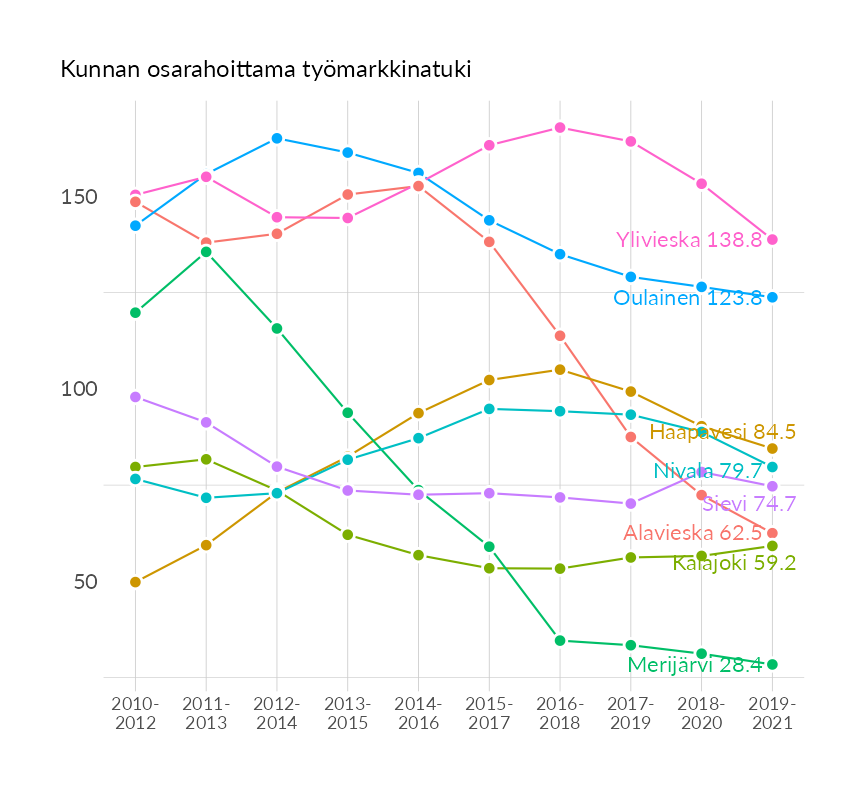 Kunnan osarahoittama työmarkkinatuki
150
100
50
Ylivieska 138.8
Oulainen 123.8
Haapavesi 84.5
Nivala 79.7
Sievi 74.7
Alavieska 62.5
Kalajoki 59.2
Merijärvi 28.4
2010- 2011- 2012- 2013- 2014- 2015- 2016- 2017- 2018- 2019-
2012 2013 2014 2015 2016 2017 2018 2019 2020 2021